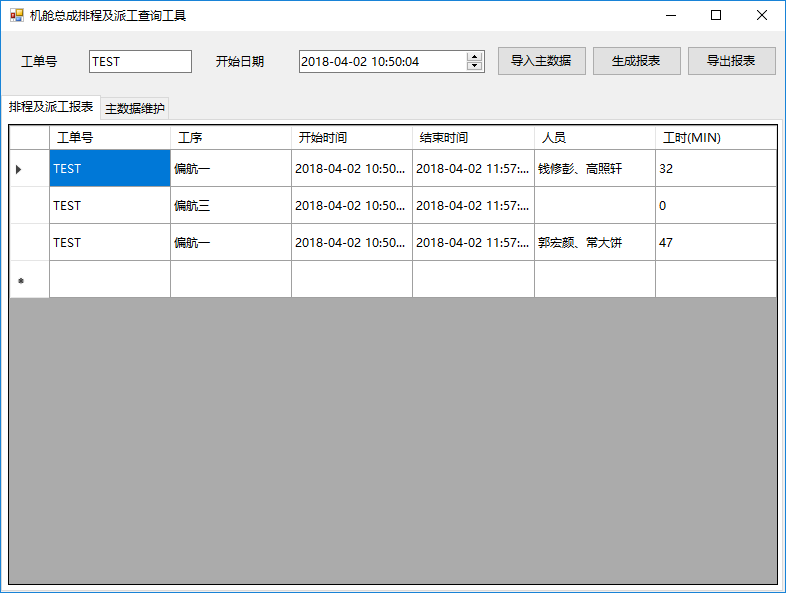 机舱总成排程及派工查询工具
工单号 TEST 开始日期 2018-04-02 10:50:04 导入主数据 生成报表 导出报表
排程及派工报表 主数据维护
工单号 工序 开始时间 结束时间 人员 工时(MIN)
TEST 偏航一 2018-04-02 10:50... 2018-04-02 11:57:... 钱修彭、高照轩 32
TEST 偏航三 2018-04-02 10:50... 2018-04-02 11:57:... 0
TEST 偏航一 2018-04-02 10:50... 2018-04-02 11:57:... 郭宏颜、常大饼 47